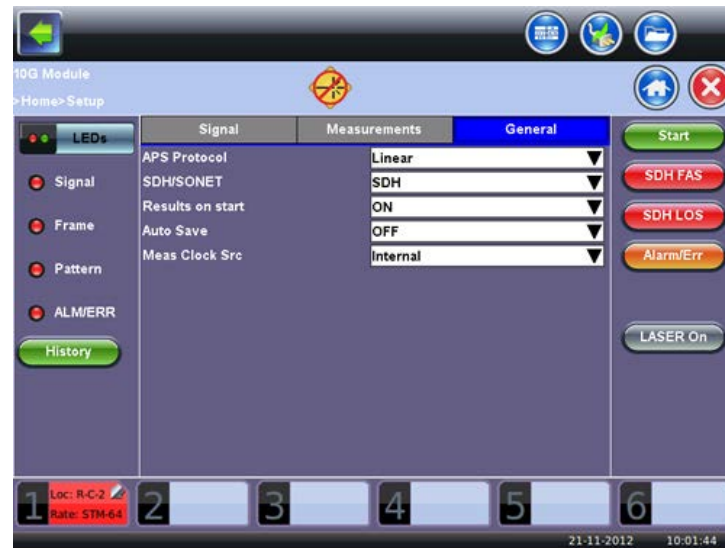 10G Module
>Home>Setup
LEDs
Signal
Frame
Pattern
ALM/ERR
History
Signal Measurements General
APS Protocol Linear
SDH/SONET SDH
Results on start ON
Auto Save OFF
Meas Clock Src Internal
Start
SDH FAS
SDH LOS
Alarm/Err
LASER On
1 Loc: R-C-2
Rate: STM-64
2 3 4 5 6
21-11-2012 10:01:44